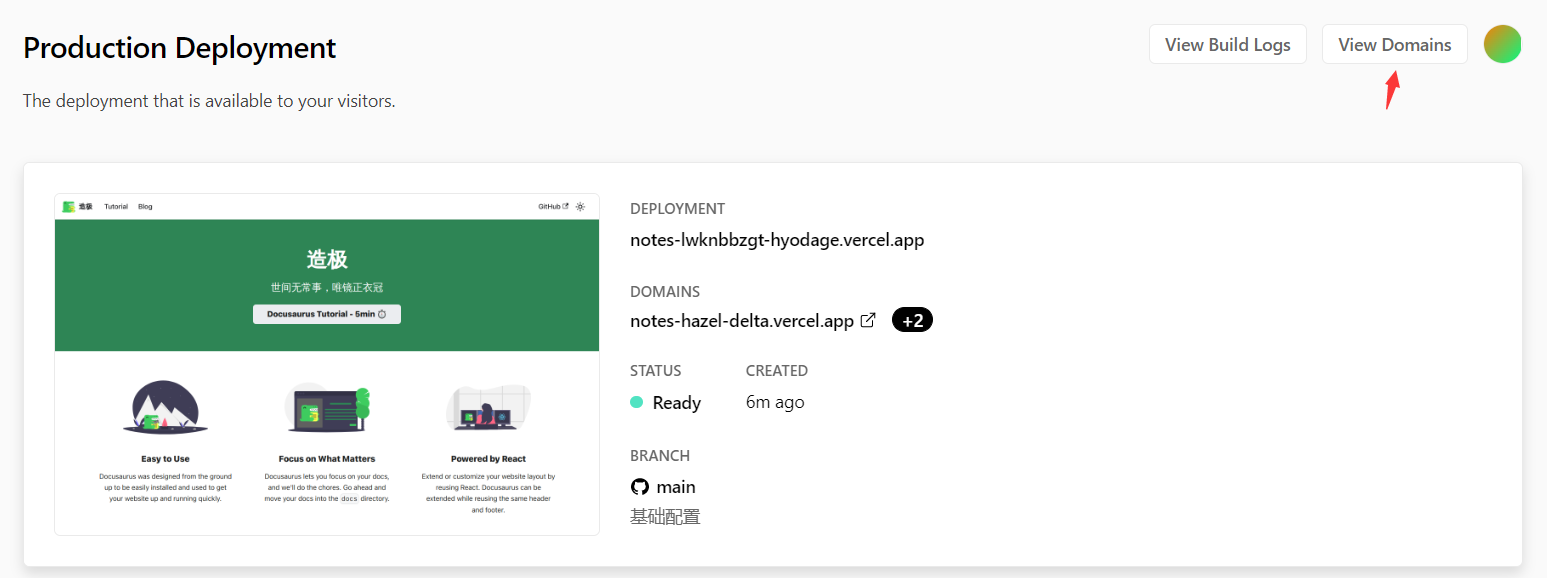 Production Deployment
View Build Logs
View Domains
The deployment that is available to your visitors.
造极 Tutorial Blog
GitHub
造极
世间无常事，唯镜正衣冠
Docusaurus Tutorial - 5min
Easy to Use
Docusaurus was designed from the ground
up to be easily installed and used to get
your website up and running quickly.
Focus on What Matters
Docusaurus lets you focus on your docs,
and we'll do the chores. Go ahead and
move your docs into the docs directory.
Powered by React
Extend or customize your website layout by
reusing React. Docusaurus can be
extended while reusing the same header
and footer.
DEPLOYMENT
notes-lwknbbzgt-hyodage.vercel.app
DOMAINS
notes-hazel-delta.vercel.app +2
STATUS CREATED
Ready 6m ago
BRANCH
main
基础配置